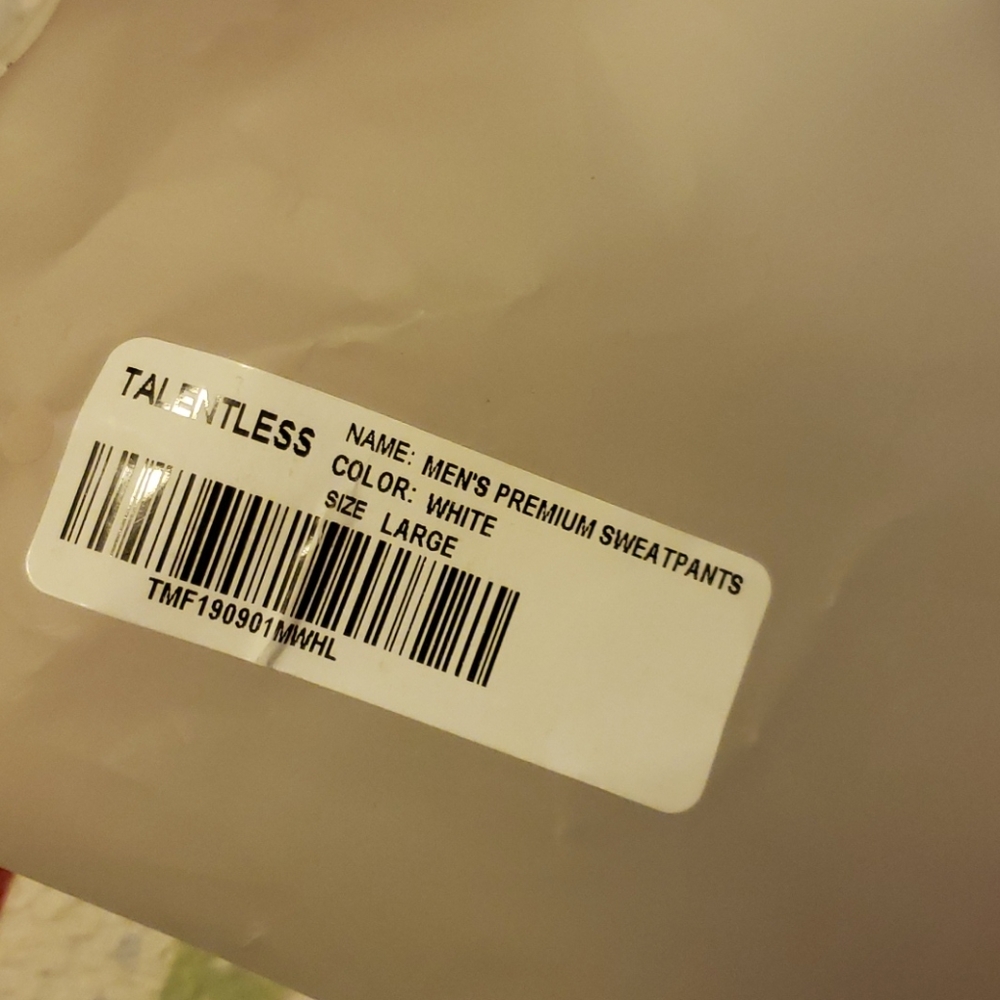 TALENTLESS
NAME: MEN'S PREMIUM SWEATPANTS
COLOR: WHITE
SIZE LARGE
TMF190901MWHL